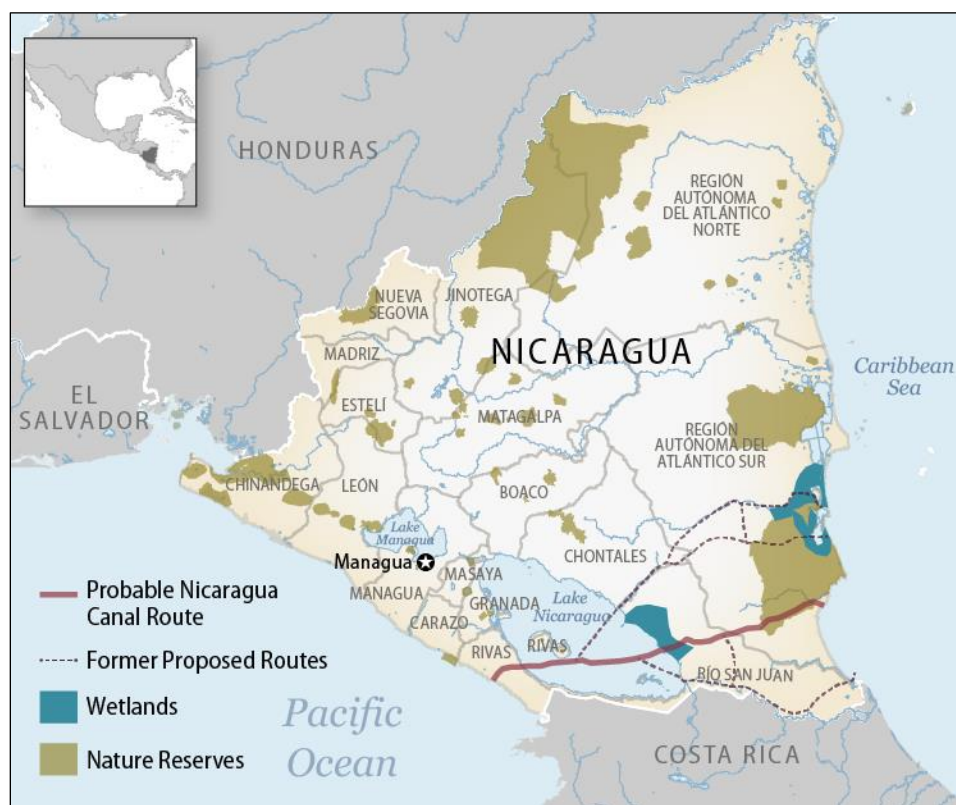 HONDURAS
REGIÓN
AUTÓNOMA
DEL ATLÁNTICO
NORTE
NUEVA
SEGOVIA
JINOTEGA
MADRIZ
NICARAGUA
Caribbean
Sea
EL
SALVADOR
ESTELÍ
MATAGALPA
REGIÓN
AUTÓNOMA DEL
ATLÁNTICO SUR
CHINANDEGA
LEÓN
BOACO
Lake
Managua
Managua
CHONTALES
MASAYA
MANAGUA
GRANADA
Lake
Nicaragua
CARAZO
RIVAS
RIVAS
RÍO SAN JUAN
Probable Nicaragua
Canal Route
Former Proposed Routes
Wetlands
Nature Reserves
Pacific
Ocean
COSTA RICA